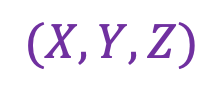 (X, Y, Z)